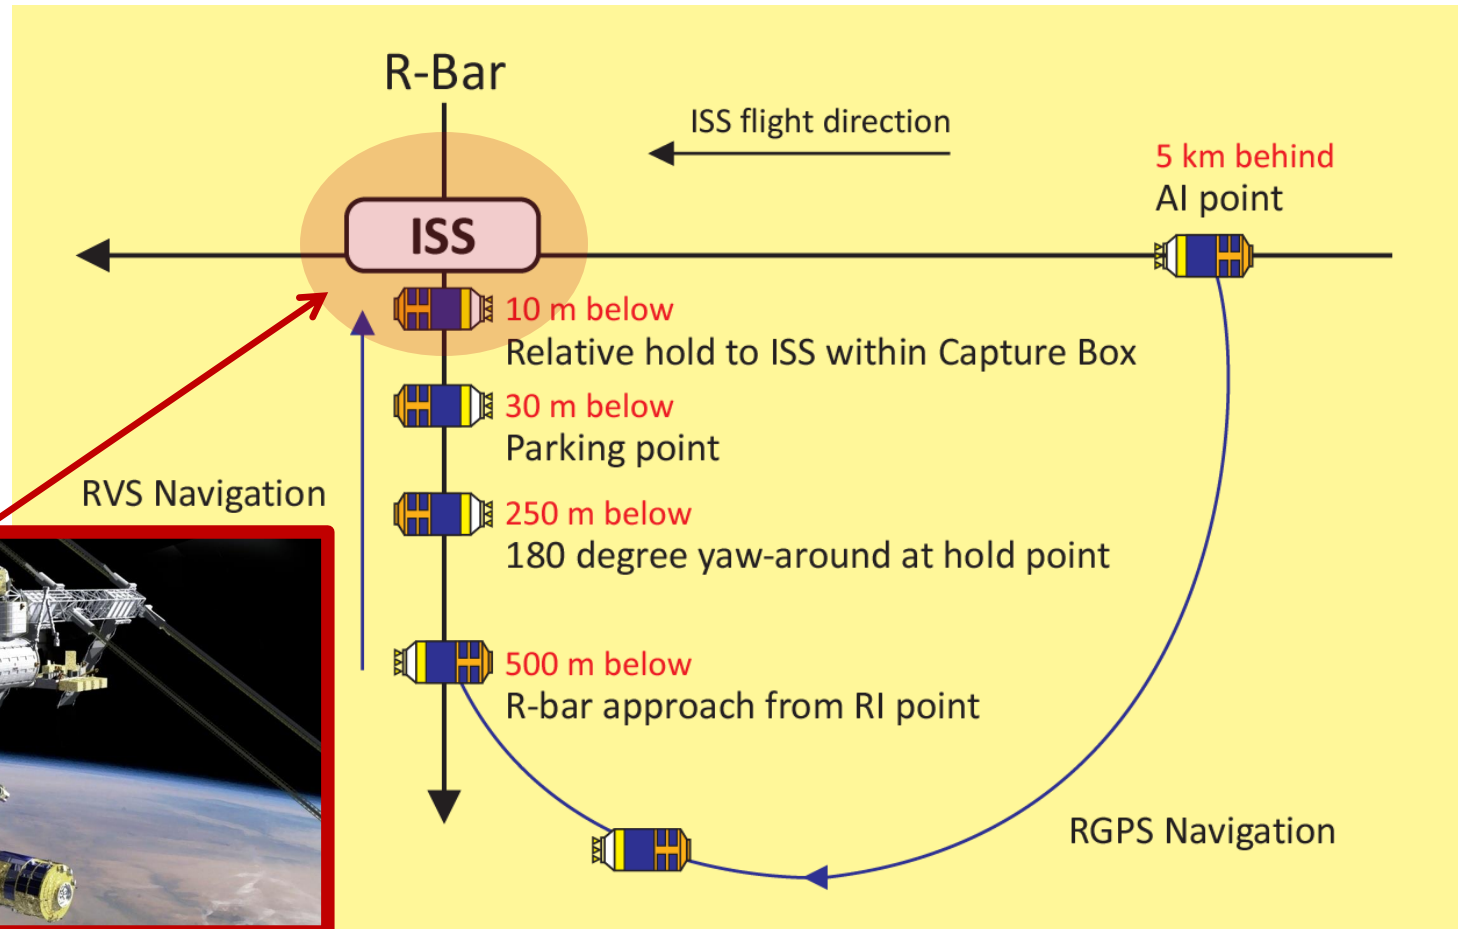 R-Bar
ISS flight direction
5 km behind
AI point
ISS
10 m below
Relative hold to ISS within Capture Box
30 m below
Parking point
RVS Navigation
250 m below
180 degree yaw-around at hold point
500 m below
R-bar approach from RI point
RGPS Navigation